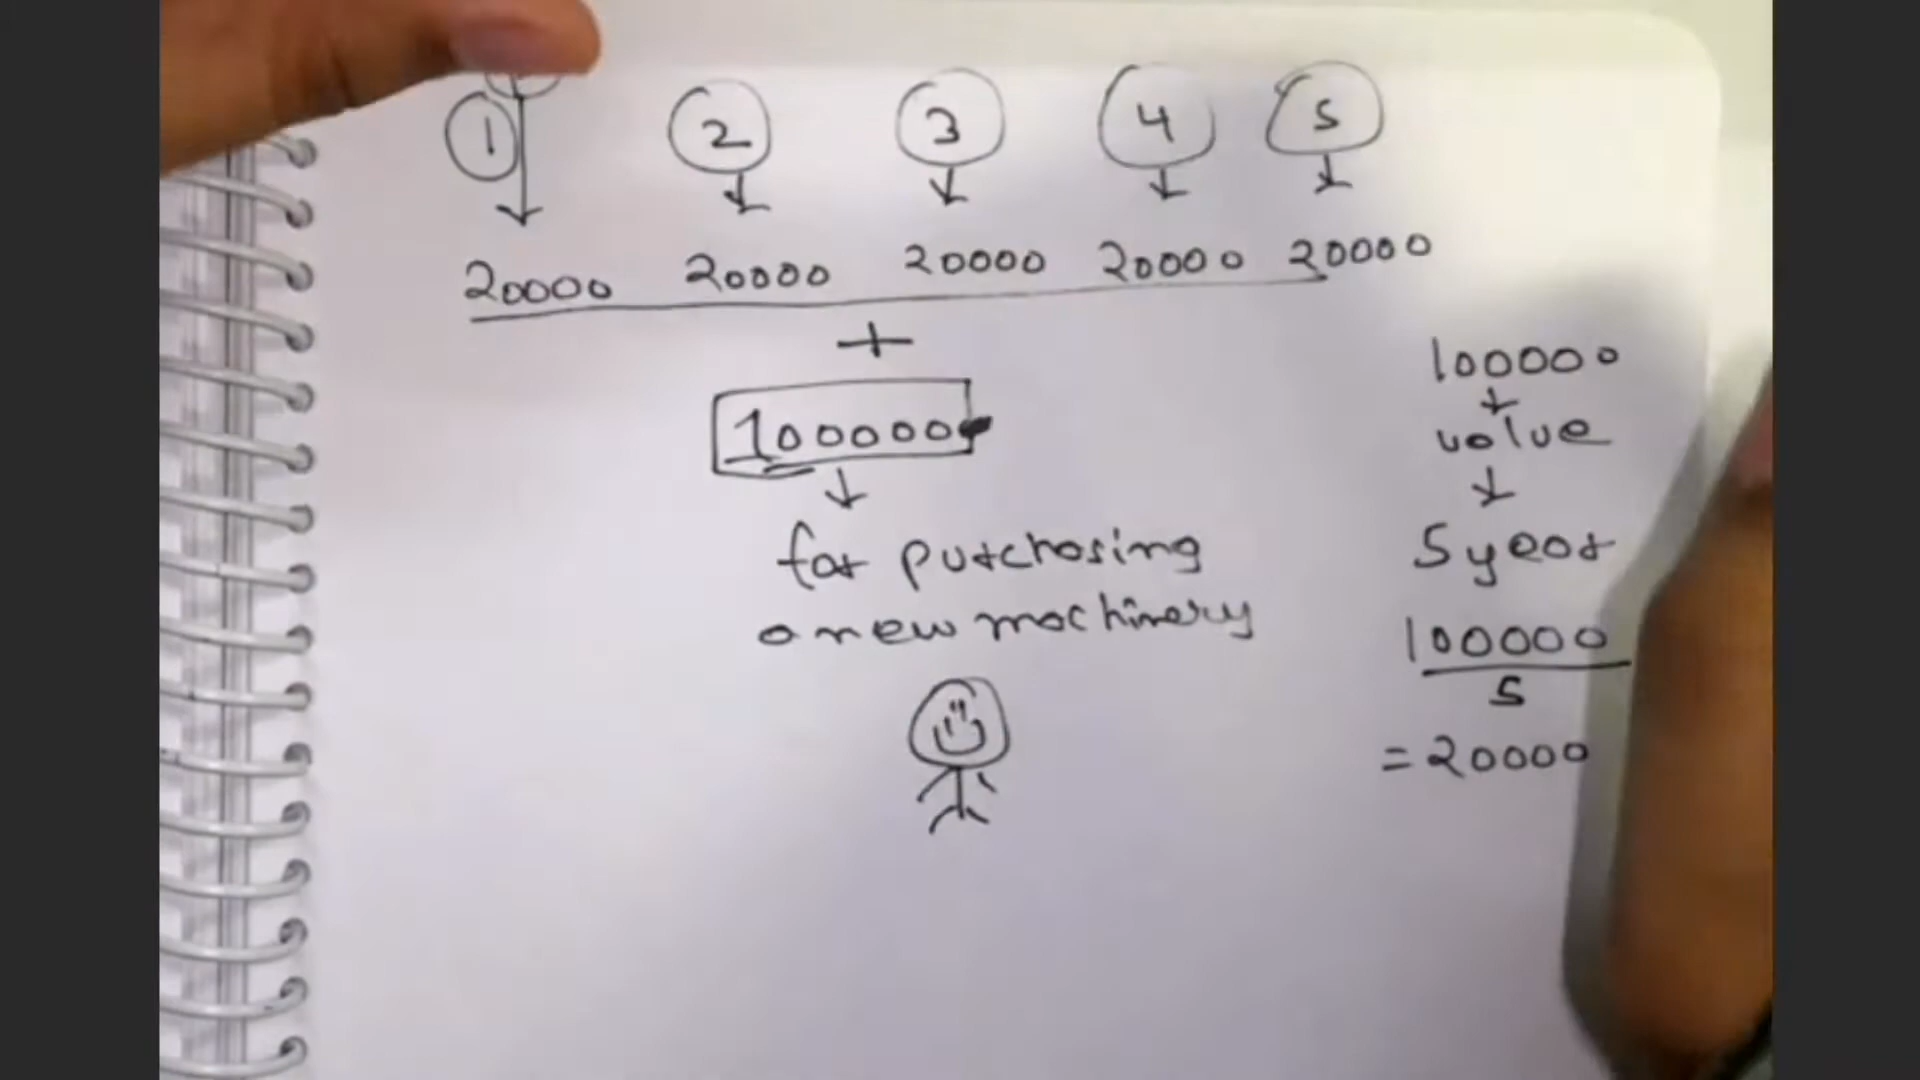 1 2 3 4 5
20000 20000 20000 20000 20000
+
100000
for purchasing
a new machinery
100000
value
5 year
100000
5
= 20000